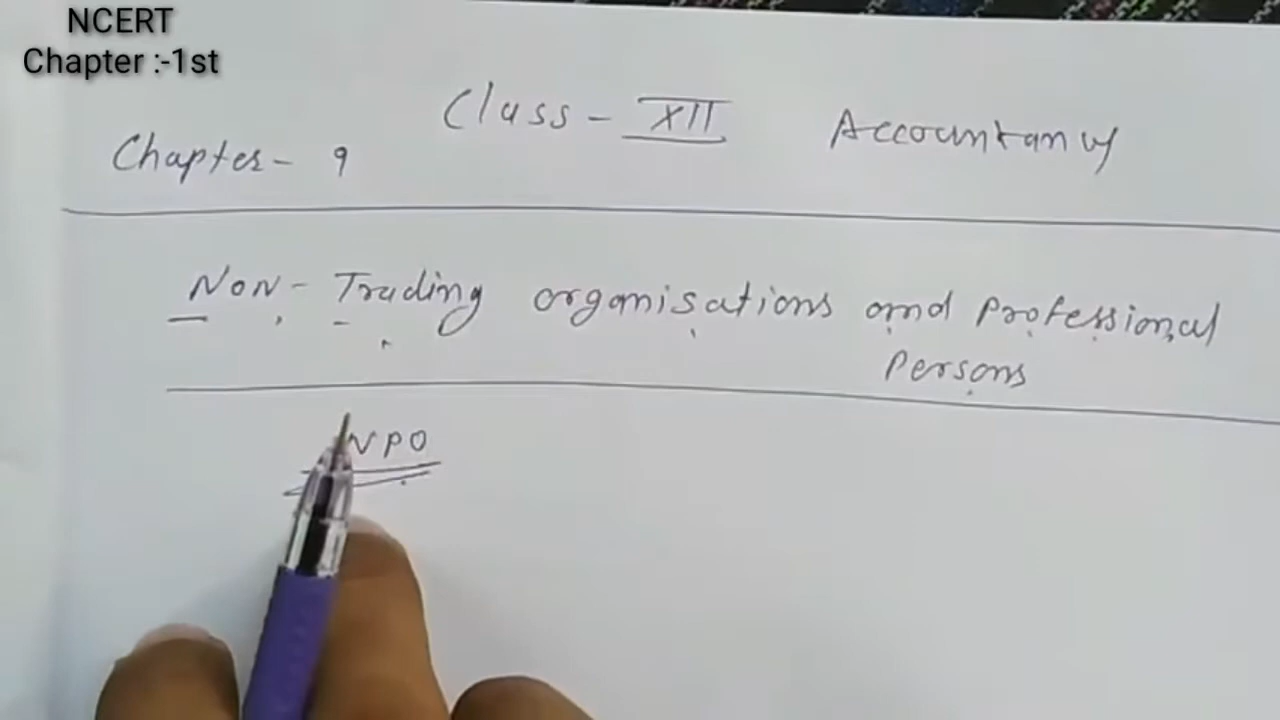 NCERT
Chapter :-1st
Class - XII Accountancy
Chapter - 9
Non - Trading organisations and Professional
Persons
NPO